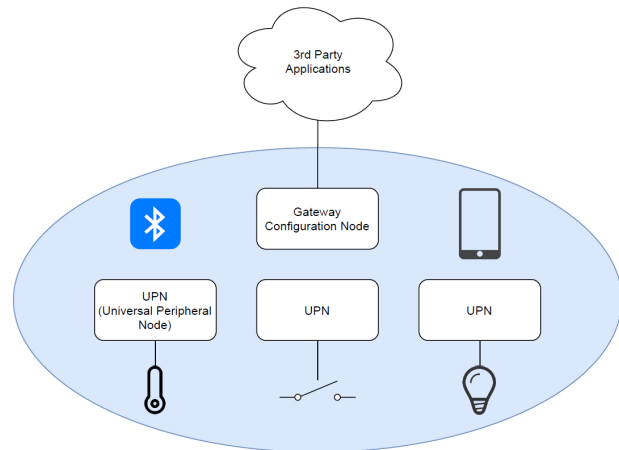 3rd Party
Applications
Gateway
Configuration Node
UPN
(Universal Peripheral
Node)
UPN
UPN